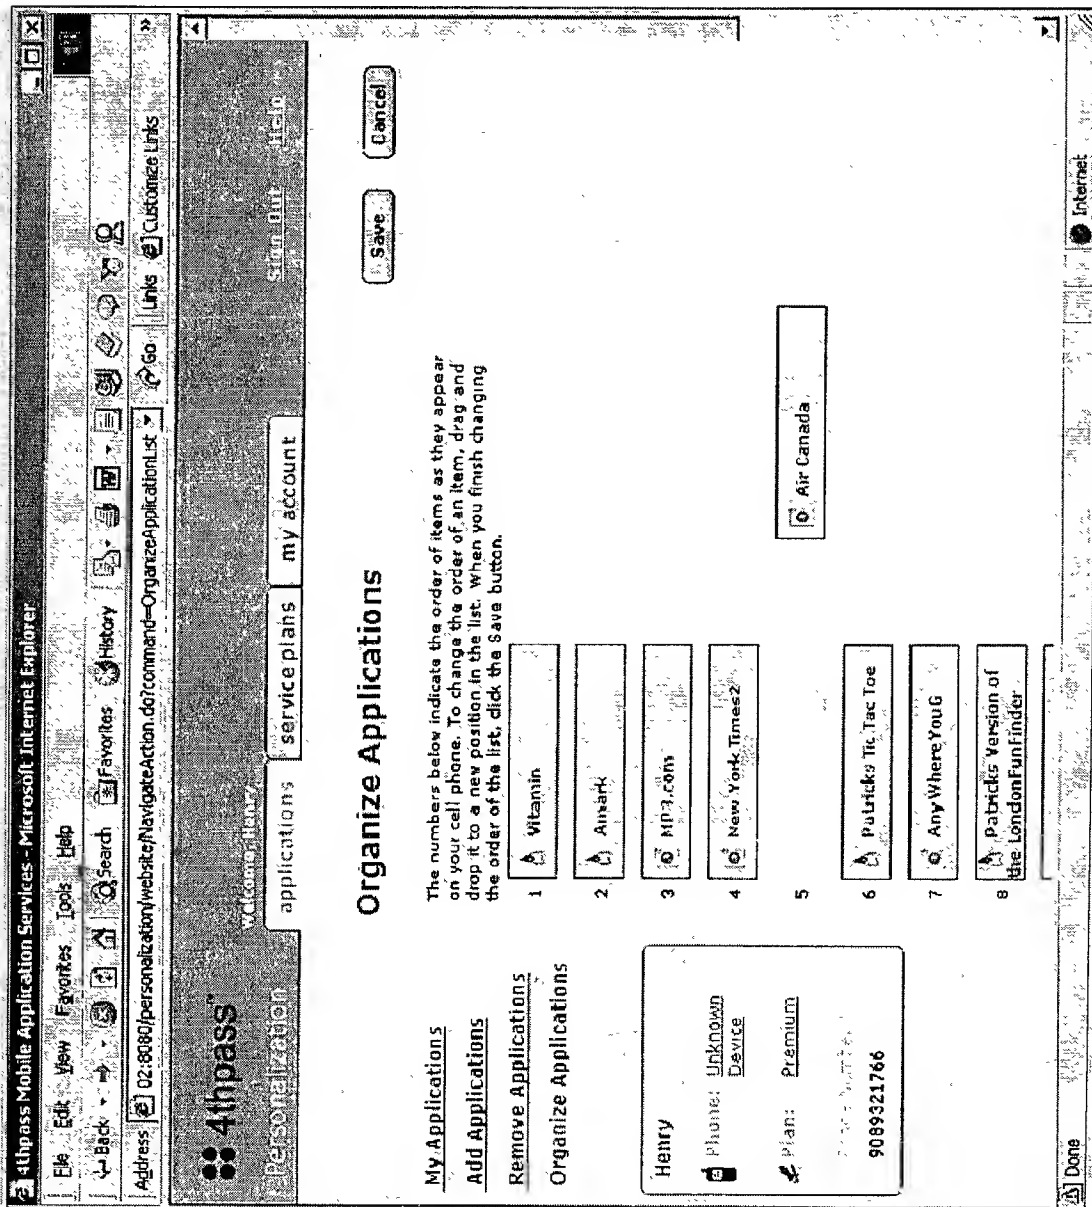 4thpass Mobile Application Services - Microsoft Internet Explorer
File Edit View Favorites Tools Help
Back Search Favorites History
Address 02:8080/personalization/website/NavigateAction.do?command=OrganizeApplicationList Go Links Customize Links
4thpass™
Personalization
Welcome, Henry
Sign Out Help
applications service plans my account
My Applications
Add Applications
Remove Applications
Organize Applications
Henry
Phone: Unknown
Device
Plan: Premium
9089321766
Organize Applications
Save Cancel
The numbers below indicate the order of items as they appear
on your cell phone. To change the order of an item, drag and
drop it to a new position in the list. When you finish changing
the order of the list, click the Save button.
1 Vitamin
2 Amark
3 MP3.com
4 New York Times2
5 Air Canada
6 Patricks Tic Tac Toe
7 AnyWhereYouG
8 Patricks Version of
the LondonFunFinder
Done Internet